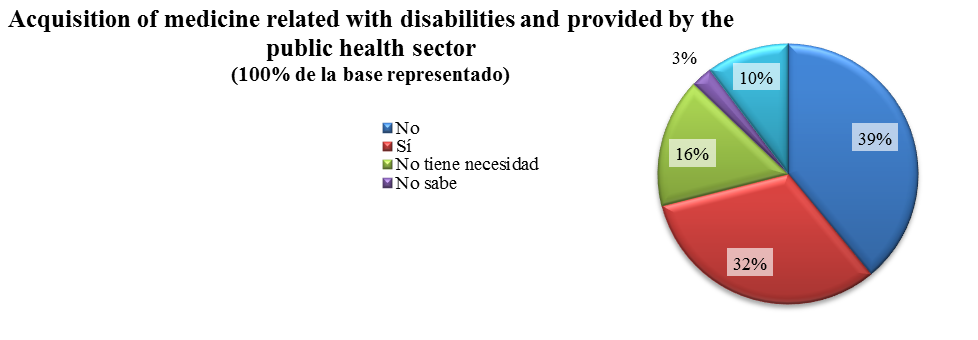 Acquisition of medicine related with disabilities and provided by the
public health sector
(100% de la base representado)
No
Sí
No tiene necesidad
No sabe
3%
10%
39%
16%
32%